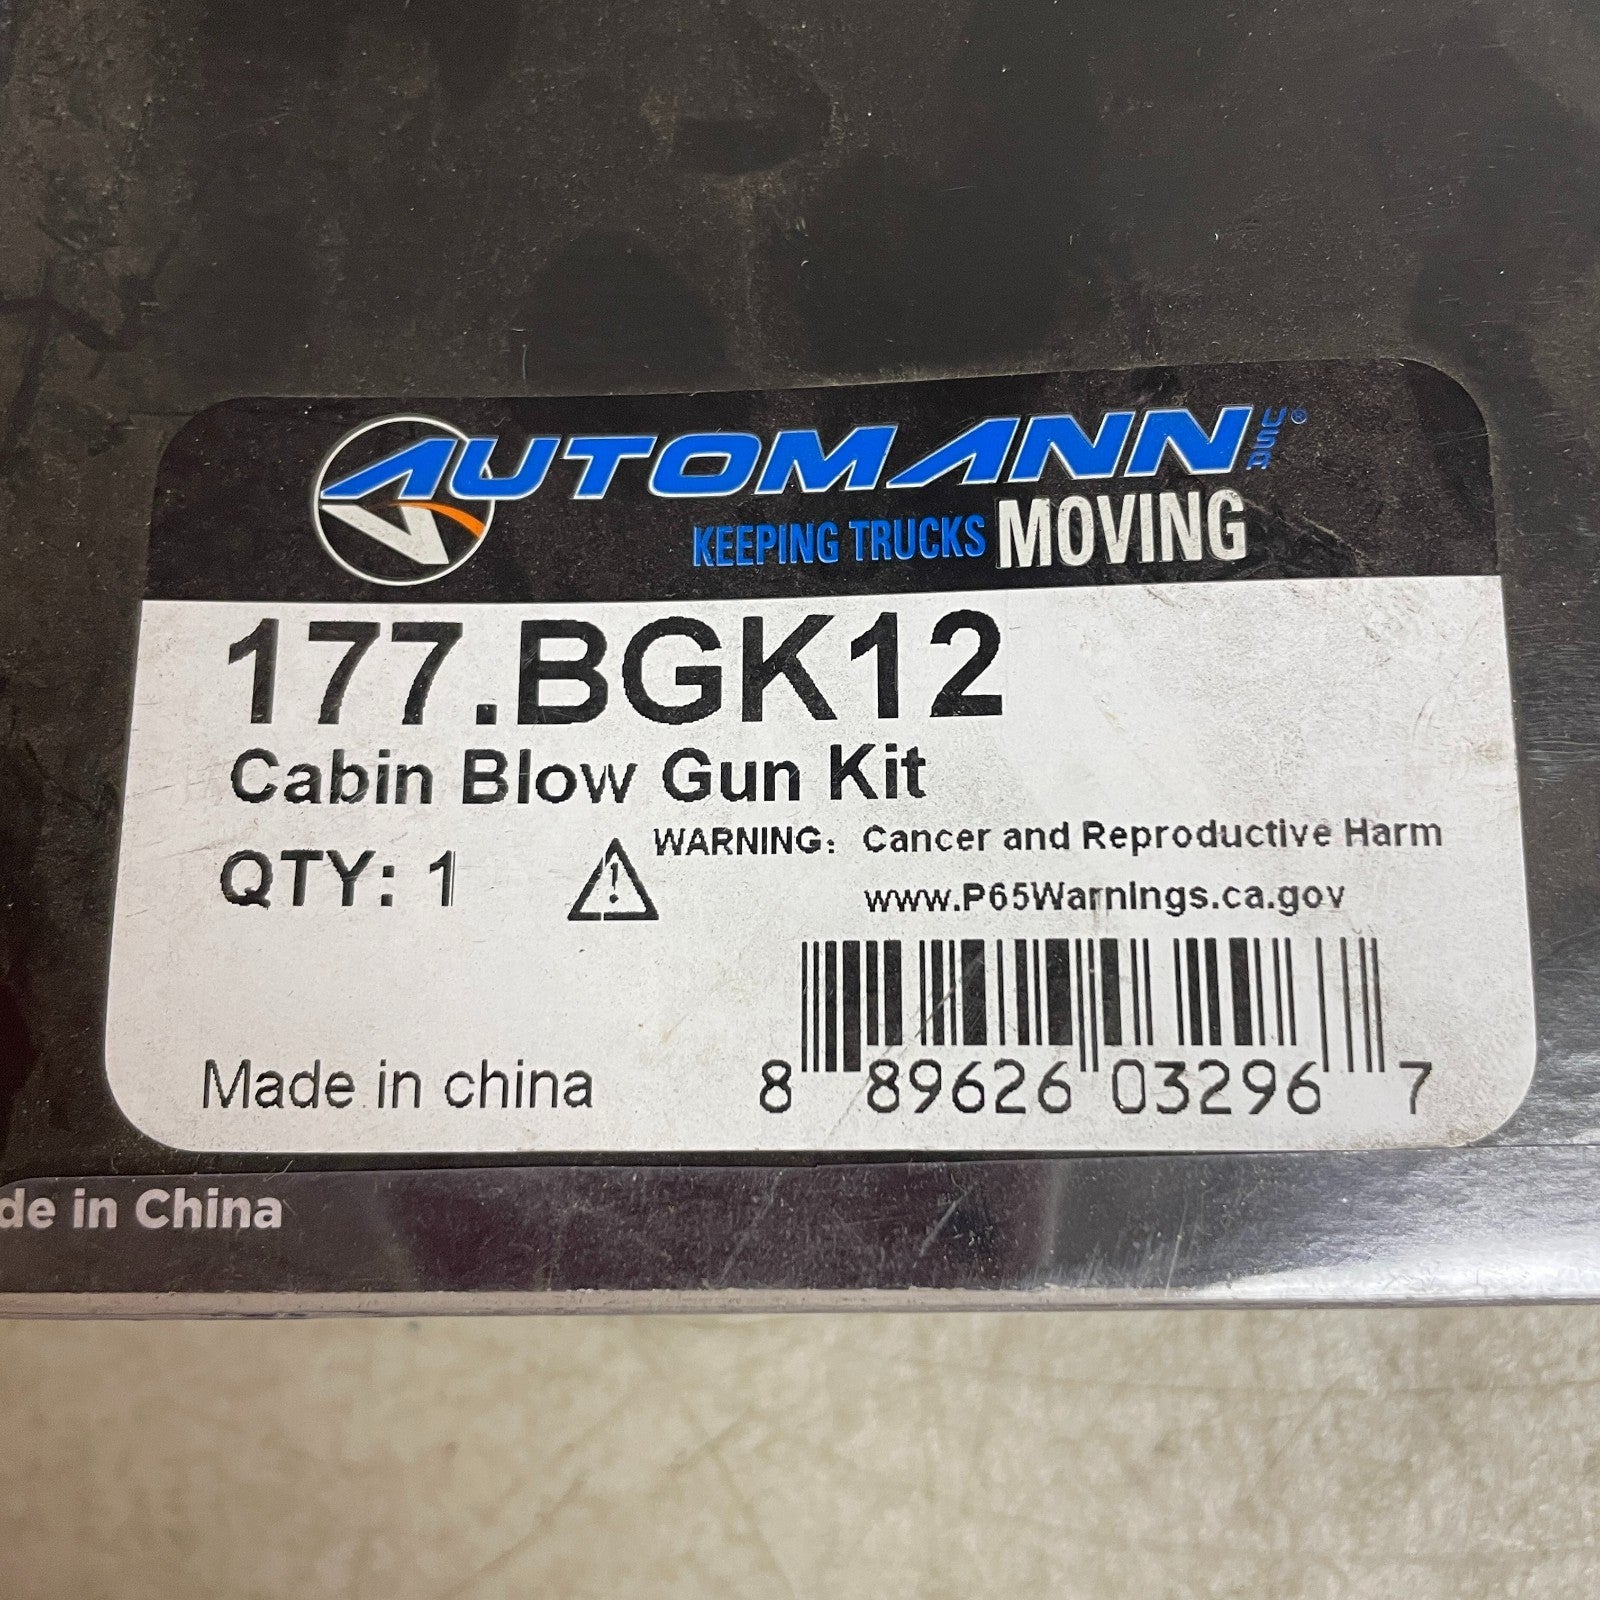 AUTOMANN USA®
KEEPING TRUCKS MOVING
177.BGK12
Cabin Blow Gun Kit
QTY: 1
WARNING: Cancer and Reproductive Harm
www.P65Warnings.ca.gov
Made in china
8 89626 03296 7
de in China